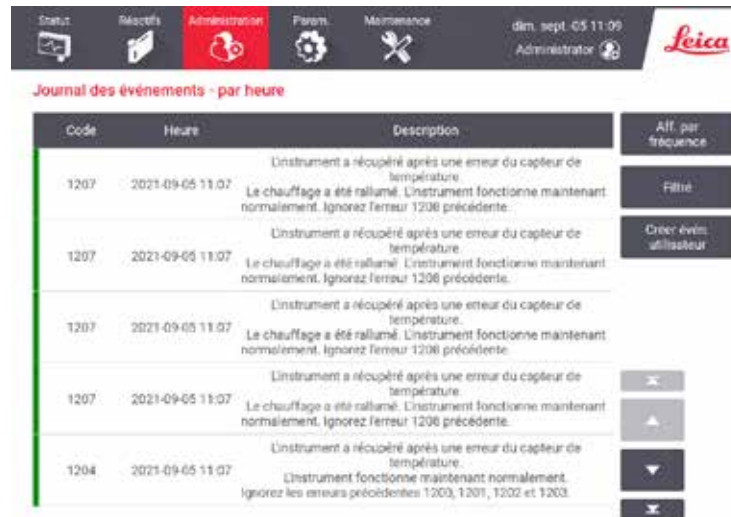 Statut
Réactifs
Administration
Param.
Maintenance
dim. sept.-05 11:09
Administrator
Leica
Journal des événements - par heure
Code Heure Description
Aff. par
fréquence
Filtre
Créer évén.
utilisateur
L'instrument a récupéré après une erreur du capteur de
température.
1207 2021-09-05 11:07
Le chauffage a été rallumé. L'instrument fonctionne maintenant
normalement. Ignorez l'erreur 1208 précédente.
L'instrument a récupéré après une erreur du capteur de
température.
1207 2021-09-05 11:07
Le chauffage a été rallumé. L'instrument fonctionne maintenant
normalement. Ignorez l'erreur 1208 précédente.
L'instrument a récupéré après une erreur du capteur de
température.
1207 2021-09-05 11:07
Le chauffage a été rallumé. L'instrument fonctionne maintenant
normalement. Ignorez l'erreur 1208 précédente.
L'instrument a récupéré après une erreur du capteur de
température.
1207 2021-09-05 11:07
Le chauffage a été rallumé. L'instrument fonctionne maintenant
normalement. Ignorez l'erreur 1208 précédente.
L'instrument a récupéré après une erreur du capteur de
température.
1204 2021-09-05 11:07
L'instrument fonctionne maintenant normalement.
Ignorez les erreurs précédentes 1200, 1201, 1202 et 1203.